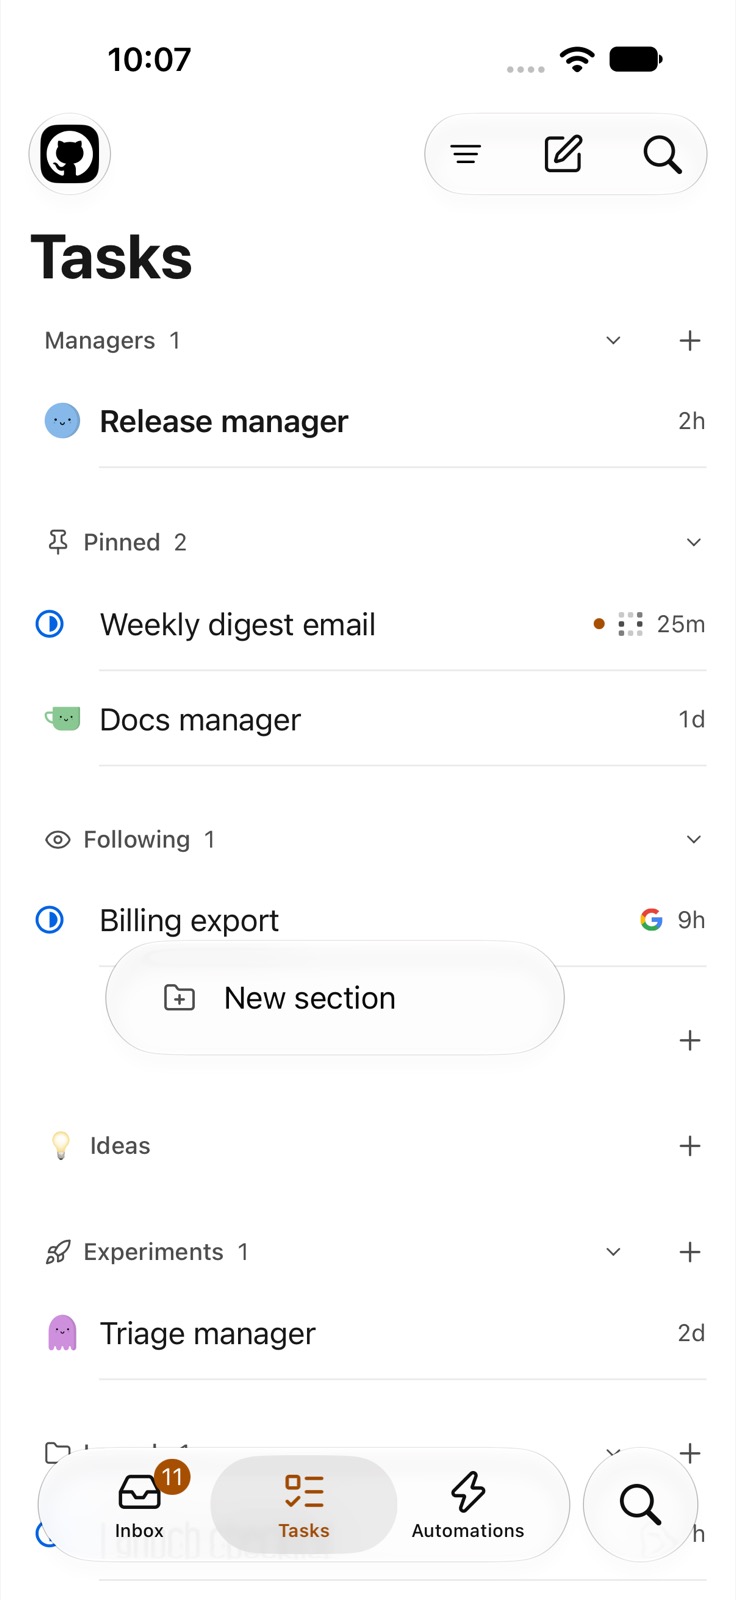 10:07
Tasks
Managers 1
Release manager 2h
Pinned 2
Weekly digest email 25m
Docs manager 1d
Following 1
Billing export 9h
New section
Ideas
Experiments 1
Triage manager 2d
11
Inbox Tasks Automations
h